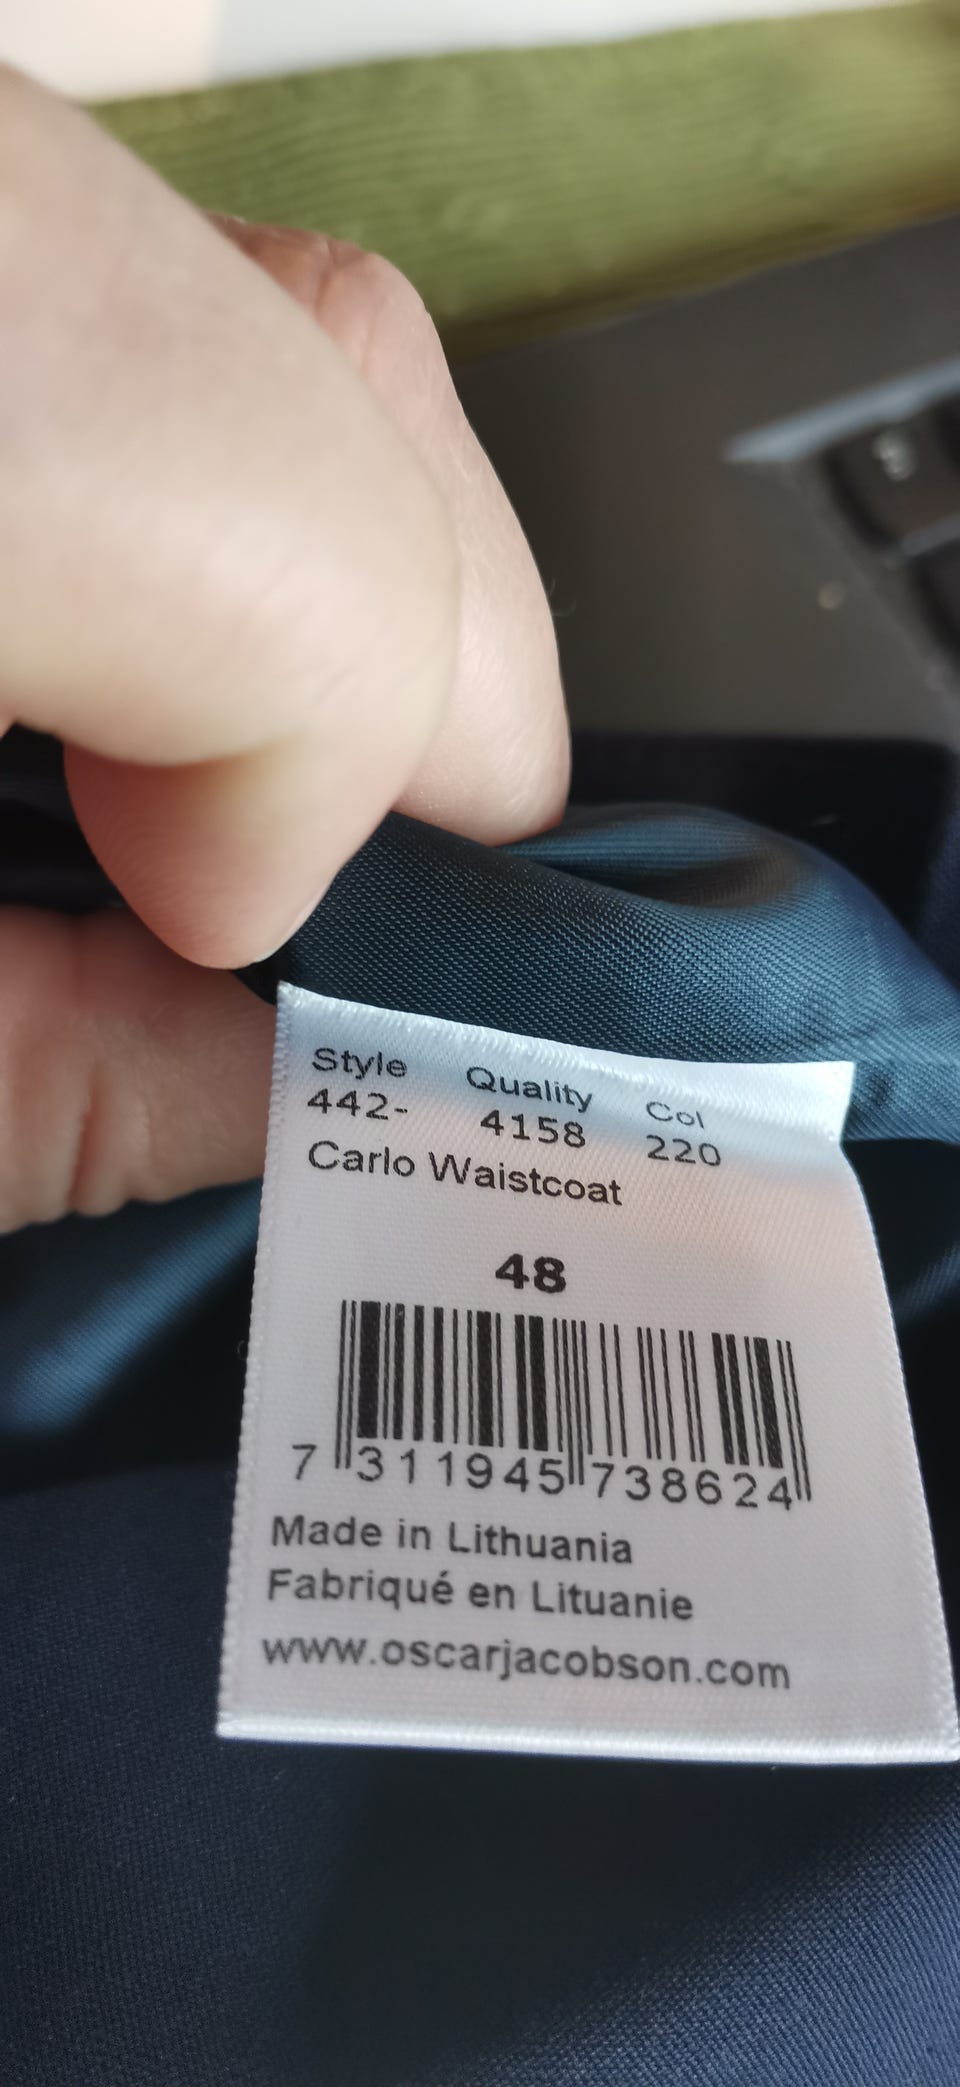 Style Quality Col
442- 4158 220
Carlo Waistcoat
48
7 311945 738624
Made in Lithuania
Fabriqué en Lituanie
www.oscarjacobson.com